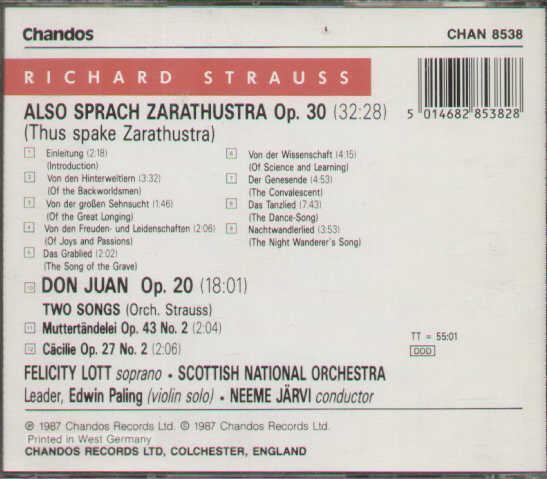 Chandos
CHAN 8538
RICHARD STRAUSS
ALSO SPRACH ZARATHUSTRA Op. 30 (32:28)
(Thus spake Zarathustra)
5 014682 853828
1 Einleitung (2:18)
(Introduction)
2 Von den Hinterweltlern (3:32)
(Of the Backworldsmen)
3 Von der großen Sehnsucht (1:46)
(Of the Great Longing)
4 Von den Freuden- und Leidenschaften (2:06)
(Of Joys and Passions)
5 Das Grablied (2:02)
(The Song of the Grave)
6 Von der Wissenschaft (4:15)
(Of Science and Learning)
7 Der Genesende (4:53)
(The Convalescent)
8 Das Tanzlied (7:43)
(The Dance-Song)
9 Nachtwandlerlied (3:53)
(The Night Wanderer's Song)
10 DON JUAN Op. 20 (18:01)
TWO SONGS (Orch. Strauss)
11 Muttertändelei Op. 43 No. 2 (2:04)
12 Cäcilie Op. 27 No. 2 (2:06)
TT = 55:01
DDD
FELICITY LOTT soprano • SCOTTISH NATIONAL ORCHESTRA
Leader, Edwin Paling (violin solo) • NEEME JÄRVI conductor
℗ 1987 Chandos Records Ltd. © 1987 Chandos Records Ltd.
Printed in West Germany
CHANDOS RECORDS LTD, COLCHESTER, ENGLAND